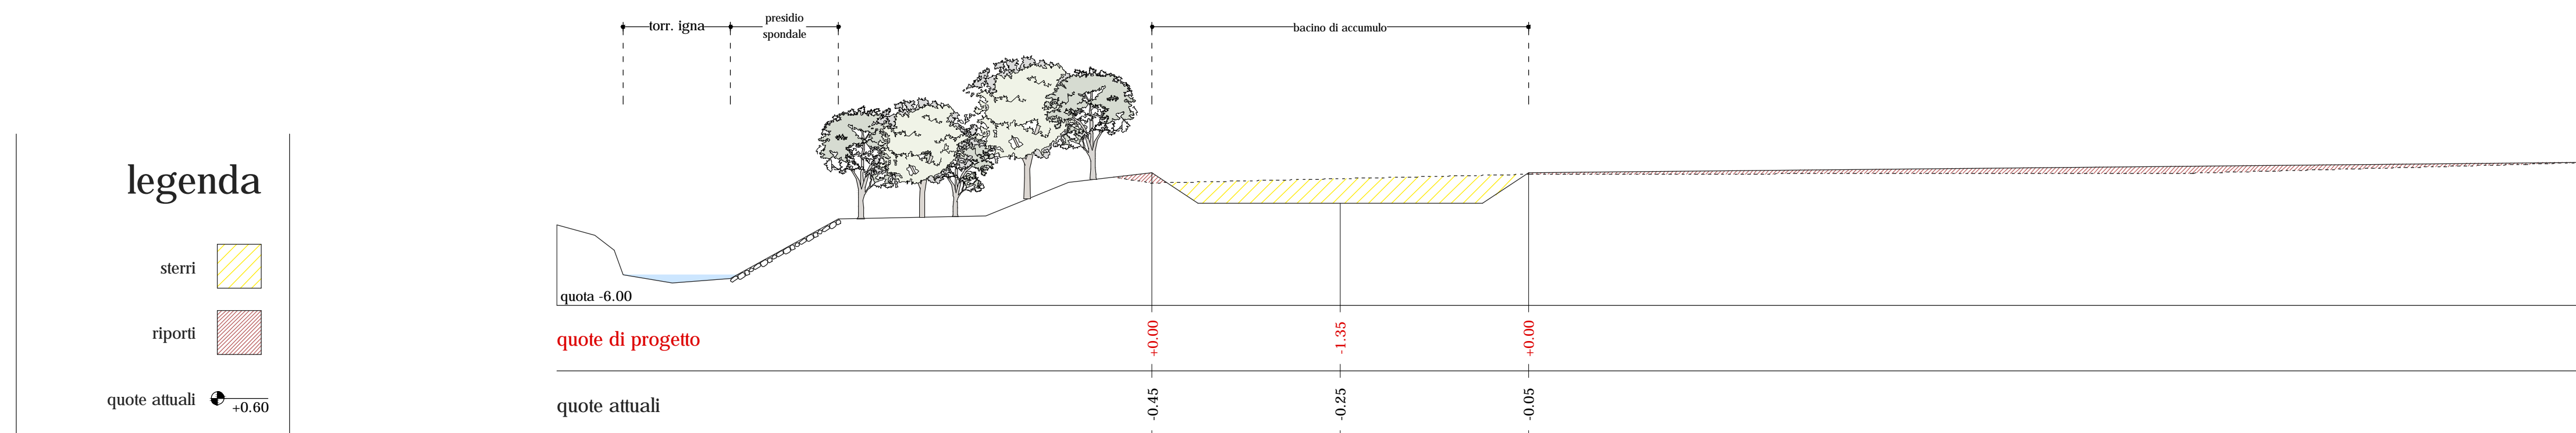 torr. igna
presidio
spondale
bacino di accumulo
legenda
sterri
riporti
quote attuali
+0.60
quota -6.00
quote di progetto
+0.00
-1.35
+0.00
quote attuali
-0.45
-0.25
-0.05